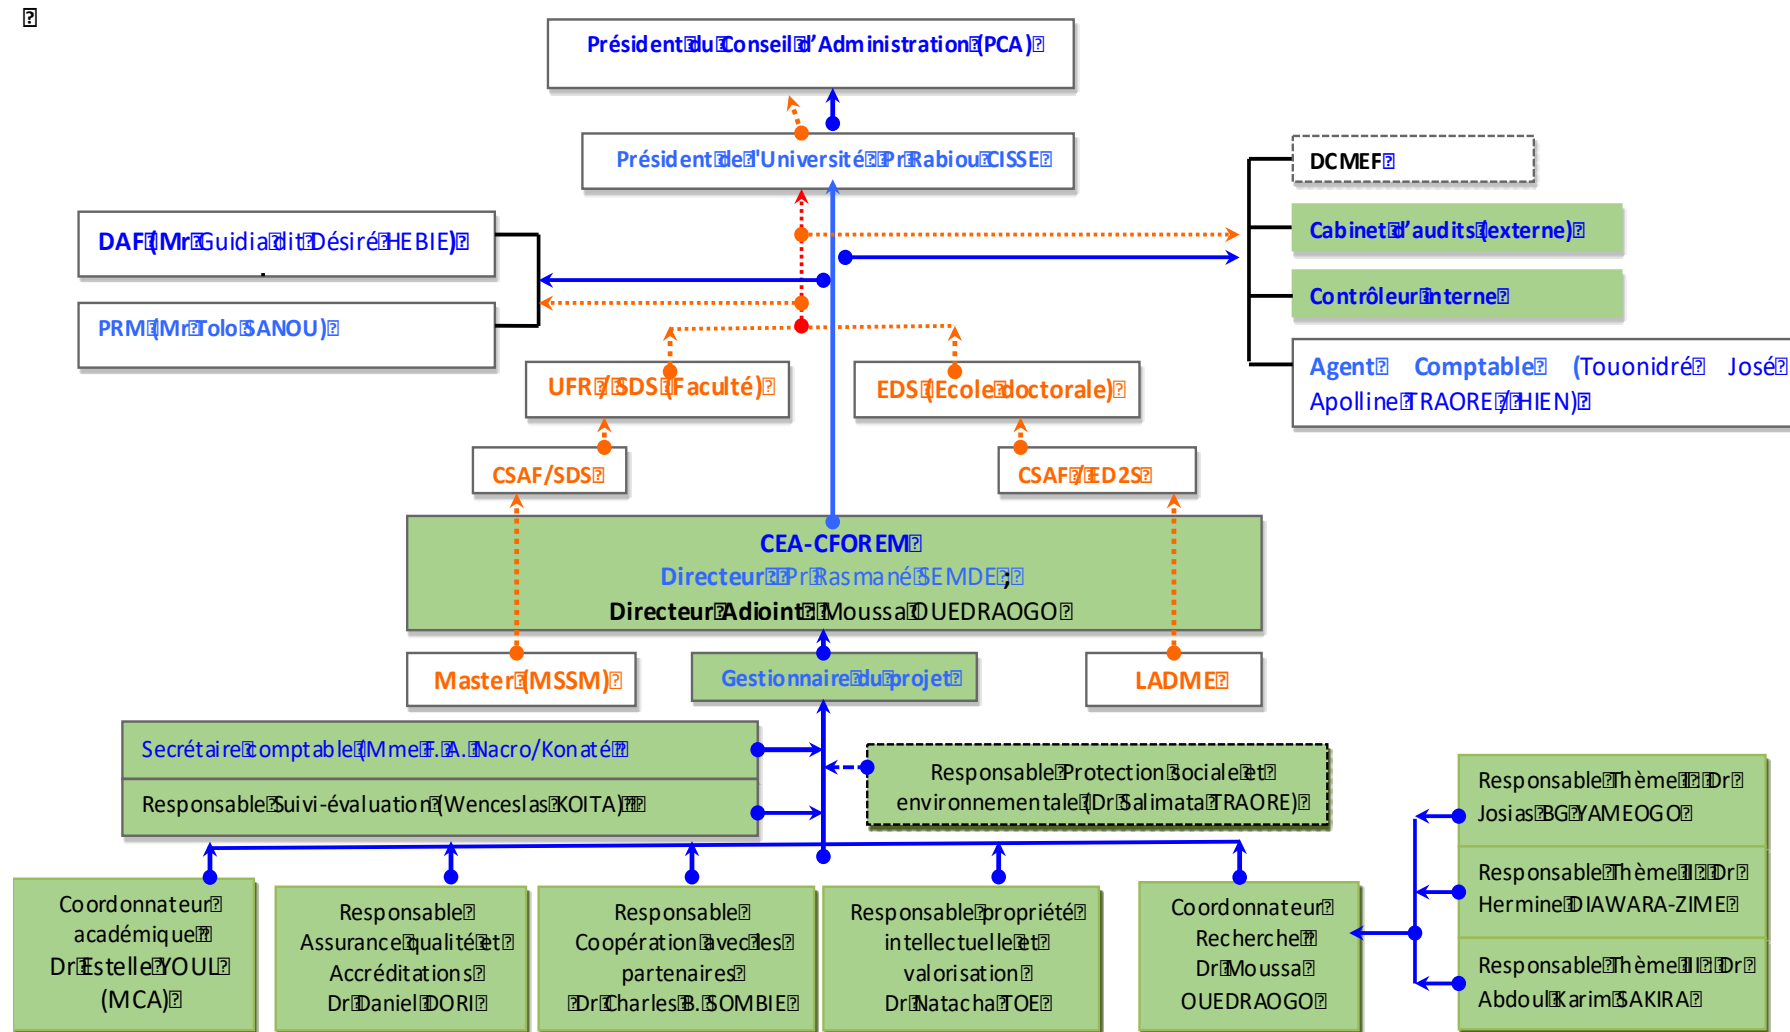 Président du Conseil d'Administration (PCA)
Président de l'Université : Pr Rabiou CISSE
DCMEF
DAF (Mr Guidia dit Désiré HEBIE)
.
Cabinet d'audits (externe)
Contrôleur interne
PRM (Mr Tolo SANOU)
Agent Comptable (Touonidré José
Apolline TRAORE / HIEN)
UFR / SDS (Faculté)
EDS (Ecole doctorale)
CSAF/SDS
CSAF / ED2S
CEA-CFOREM
Directeur : Pr Rasmané SEMDE ;
Directeur Adioint : Moussa OUEDRAOGO
Master (MSSM)
Gestionnaire du projet
LADME
Secrétaire comptable (Mme F. A. Nacro/Konaté
Responsable Suivi-évaluation (Wenceslas KOITA)
Responsable Protection sociale et
environnementale (Dr Salimata TRAORE)
Responsable Thème I : Dr
Josias BG YAMEOGO
Responsable Thème II : Dr
Hermine DIAWARA-ZIME
Responsable Thème III : Dr
Abdoul Karim SAKIRA
Coordonnateur
académique
Dr Estelle YOUL
(MCA)
Responsable
Assurance qualité et
Accréditations
Dr Daniel DORI
Responsable
Coopération avec les
partenaires
Dr Charles B. SOMBIE
Responsable propriété
intellectuelle et
valorisation
Dr Natacha TOE
Coordonnateur
Recherche
Dr Moussa
OUEDRAOGO